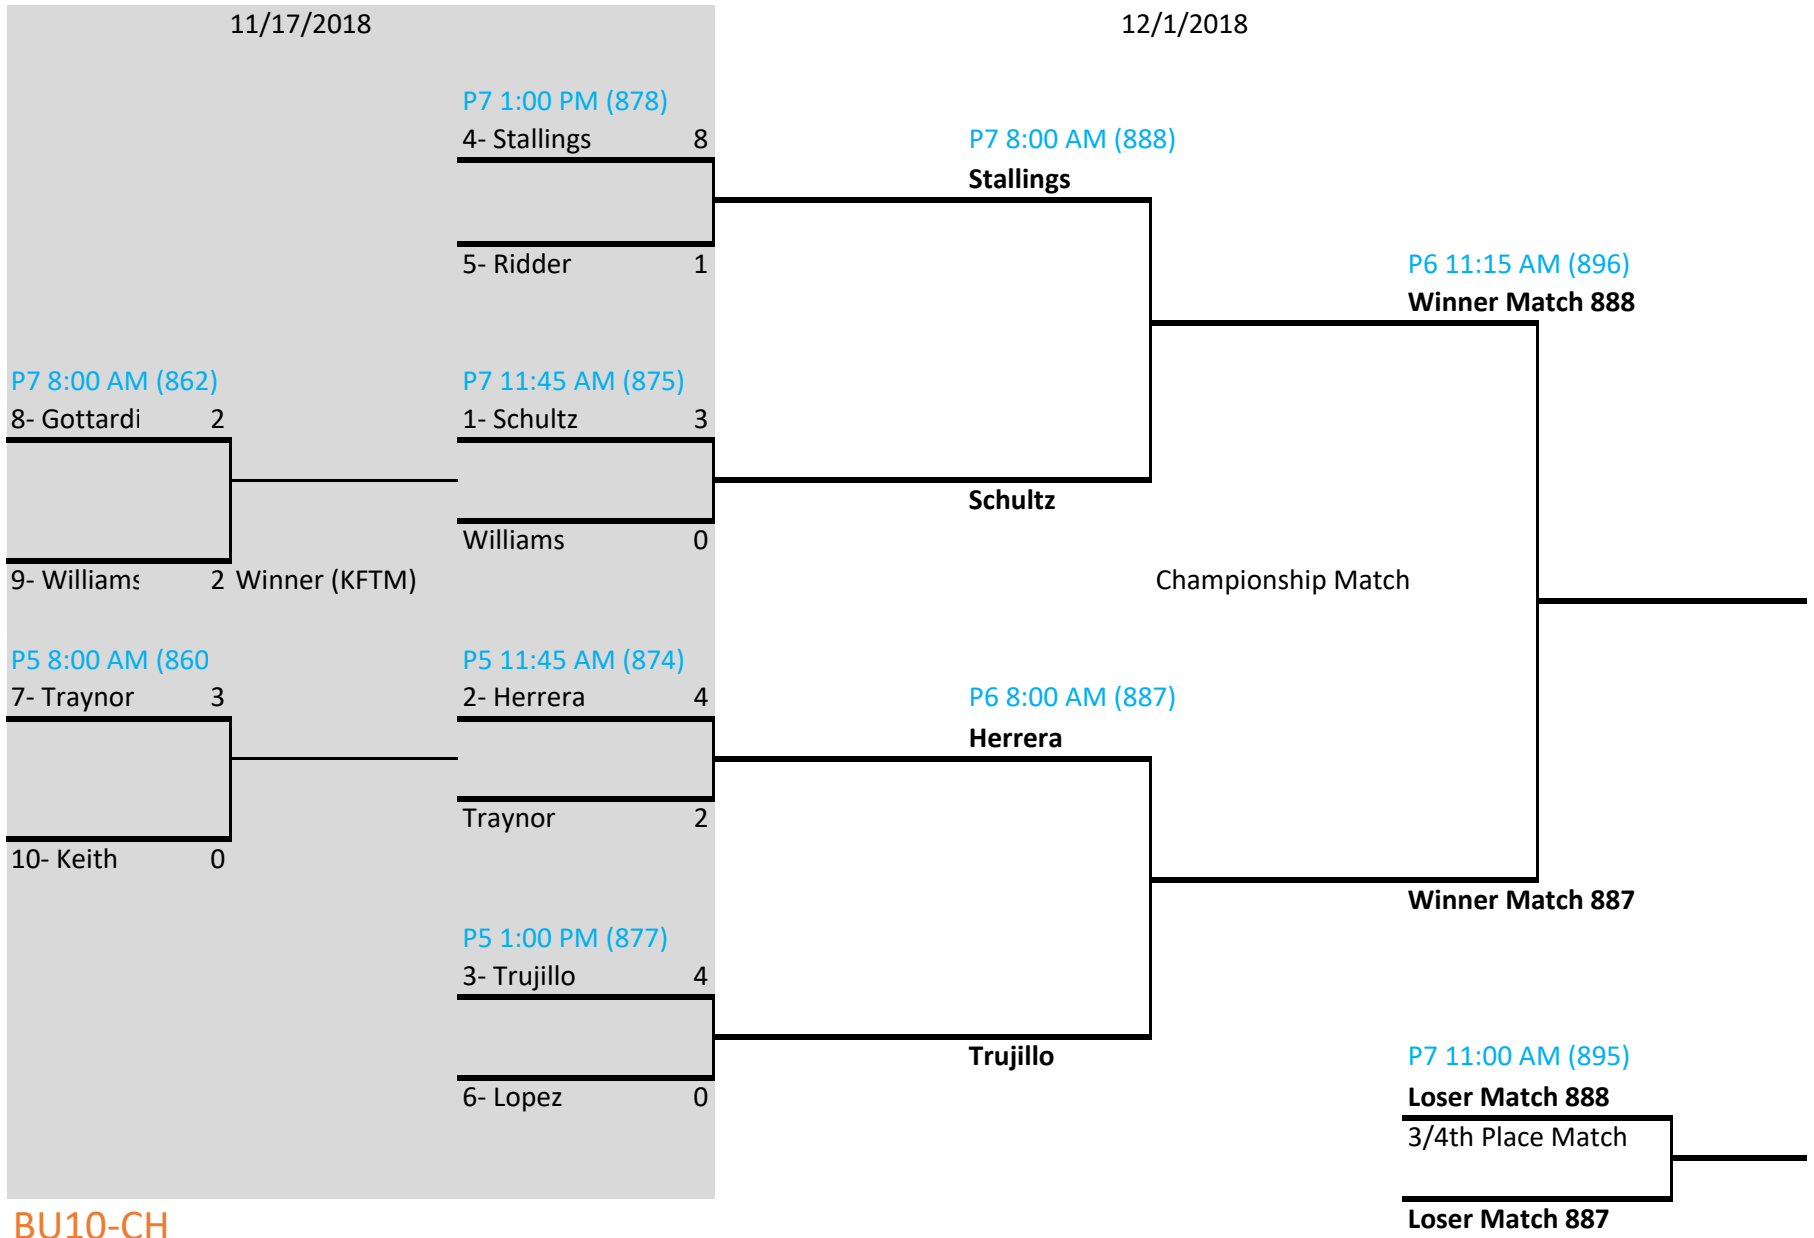 11/17/2018
12/1/2018
P7 1:00 PM (878)
4- Stallings 8
5- Ridder 1
P7 8:00 AM (888)
Stallings
Schultz
P6 11:15 AM (896)
Winner Match 888
P7 8:00 AM (862)
8- Gottardi 2
9- Williams 2 Winner (KFTM)
P7 11:45 AM (875)
1- Schultz 3
Williams 0
Championship Match
P5 8:00 AM (860
7- Traynor 3
10- Keith 0
P5 11:45 AM (874)
2- Herrera 4
Traynor 2
P6 8:00 AM (887)
Herrera
Trujillo
Winner Match 887
P5 1:00 PM (877)
3- Trujillo 4
6- Lopez 0
P7 11:00 AM (895)
Loser Match 888
3/4th Place Match
Loser Match 887
BU10-CH